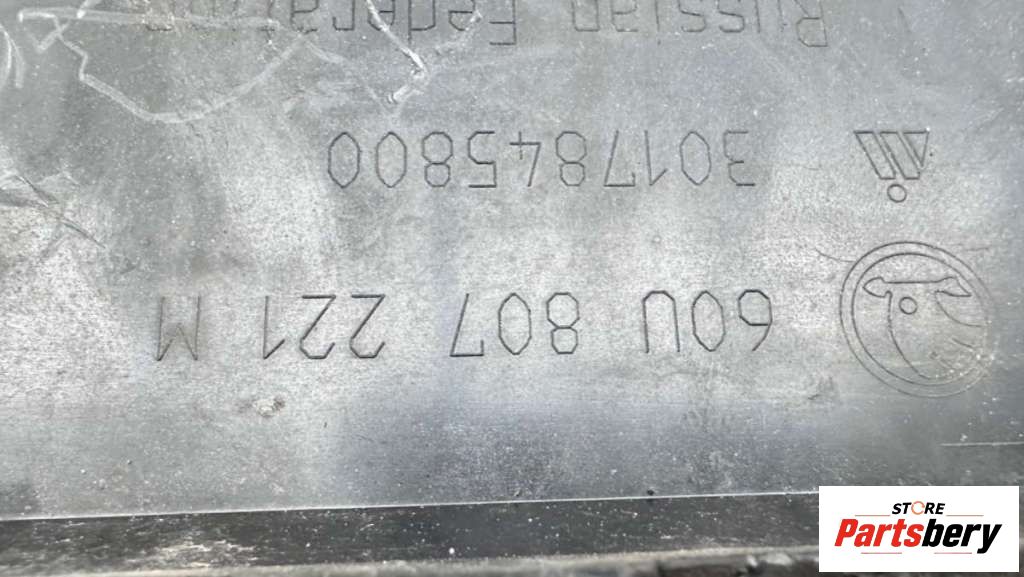 60U 807 221 M
3017845800
Russian Federation
STORE
Partsbery